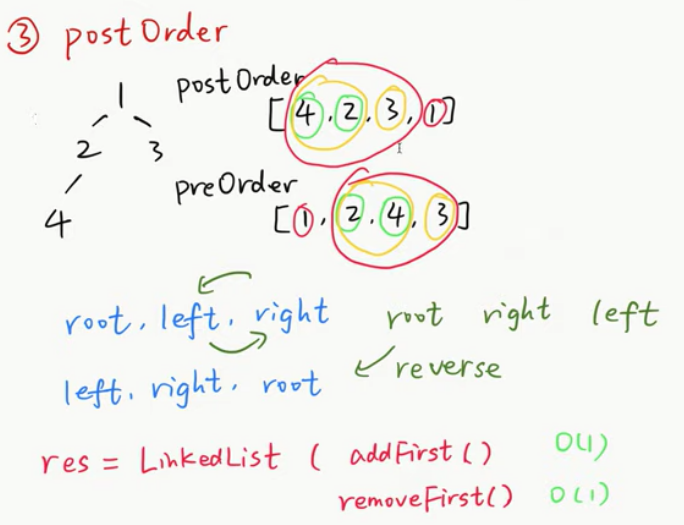 ③ postOrder
1
2 3
4
postOrder
[4, 2, 3, 1]
preOrder
[1, 2, 4, 3]
root, left, right
root right left
left, right, root
reverse
res = LinkedList ( addFirst() O(1)
removeFirst() O(1)